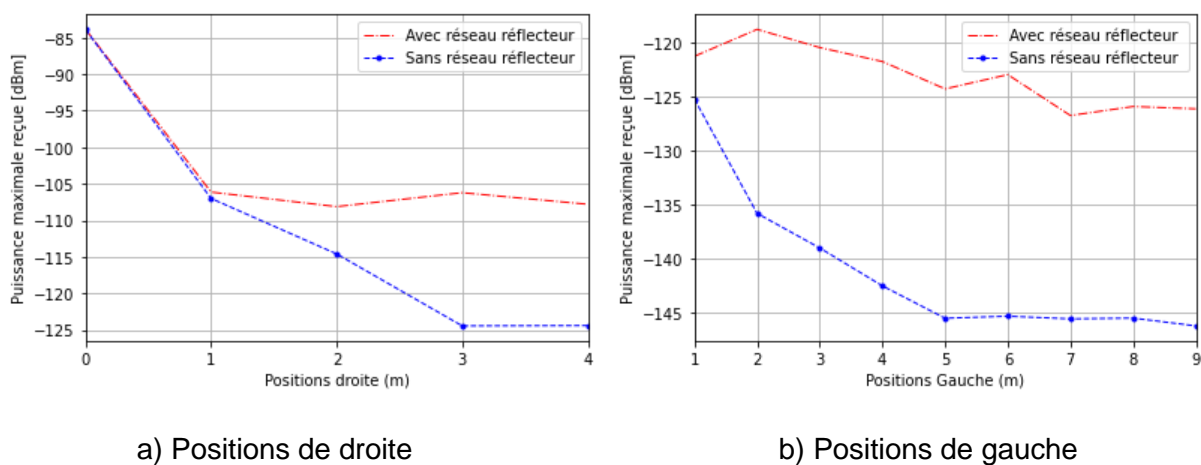 Puissance maximale reçue [dBm]
−85
−90
−95
−100
−105
−110
−115
−120
−125
0
1
2
3
4
Positions droite (m)
Avec réseau réflecteur
Sans réseau réflecteur
a) Positions de droite
Puissance maximale reçue [dBm]
−120
−125
−130
−135
−140
−145
1
2
3
4
5
6
7
8
9
Positions Gauche (m)
Avec réseau réflecteur
Sans réseau réflecteur
b) Positions de gauche